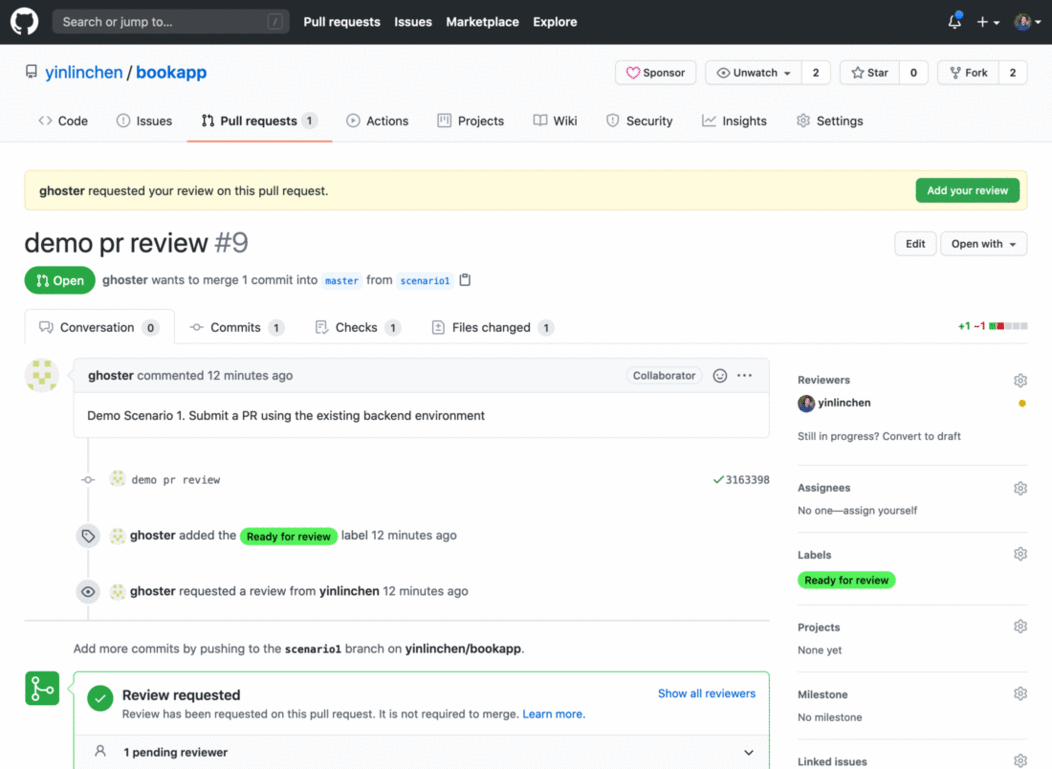 Search or jump to... / Pull requests Issues Marketplace Explore
yinlinchen / bookapp Sponsor Unwatch 2 Star 0 Fork 2
Code Issues Pull requests 1 Actions Projects Wiki Security Insights Settings
ghoster requested your review on this pull request. Add your review
demo pr review #9 Edit Open with
Open ghoster wants to merge 1 commit into master from scenario1
Conversation 0 Commits 1 Checks 1 Files changed 1 +1 −1
ghoster commented 12 minutes ago Collaborator
Demo Scenario 1. Submit a PR using the existing backend environment
demo pr review 3163398
ghoster added the Ready for review label 12 minutes ago
ghoster requested a review from yinlinchen 12 minutes ago
Add more commits by pushing to the scenario1 branch on yinlinchen/bookapp.
Review requested Show all reviewers
Review has been requested on this pull request. It is not required to merge. Learn more.
1 pending reviewer
Reviewers
yinlinchen
Still in progress? Convert to draft
Assignees
No one—assign yourself
Labels
Ready for review
Projects
None yet
Milestone
No milestone
Linked issues